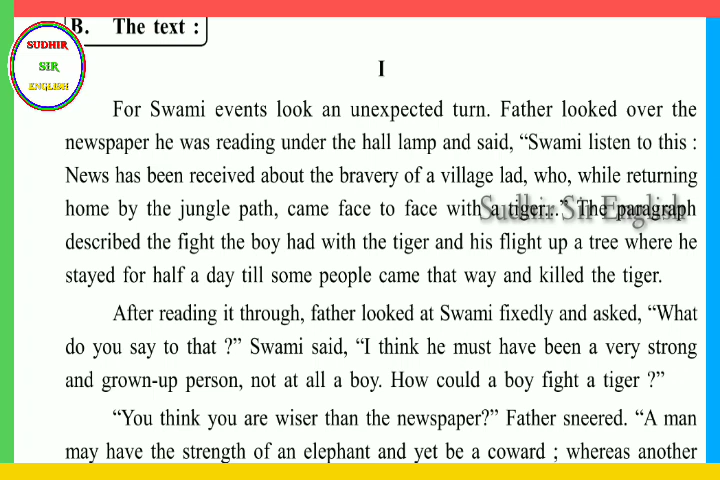 B. The text :
SUDHIR
SIR
ENGLISH
I
For Swami events look an unexpected turn. Father looked over the
newspaper he was reading under the hall lamp and said, “Swami listen to this :
News has been received about the bravery of a village lad, who, while returning
home by the jungle path, came face to face with a tiger...” The paragraph
Sudhir Sir English
described the fight the boy had with the tiger and his flight up a tree where he
stayed for half a day till some people came that way and killed the tiger.
After reading it through, father looked at Swami fixedly and asked, “What
do you say to that ?” Swami said, “I think he must have been a very strong
and grown-up person, not at all a boy. How could a boy fight a tiger ?”
“You think you are wiser than the newspaper?” Father sneered. “A man
may have the strength of an elephant and yet be a coward ; whereas another